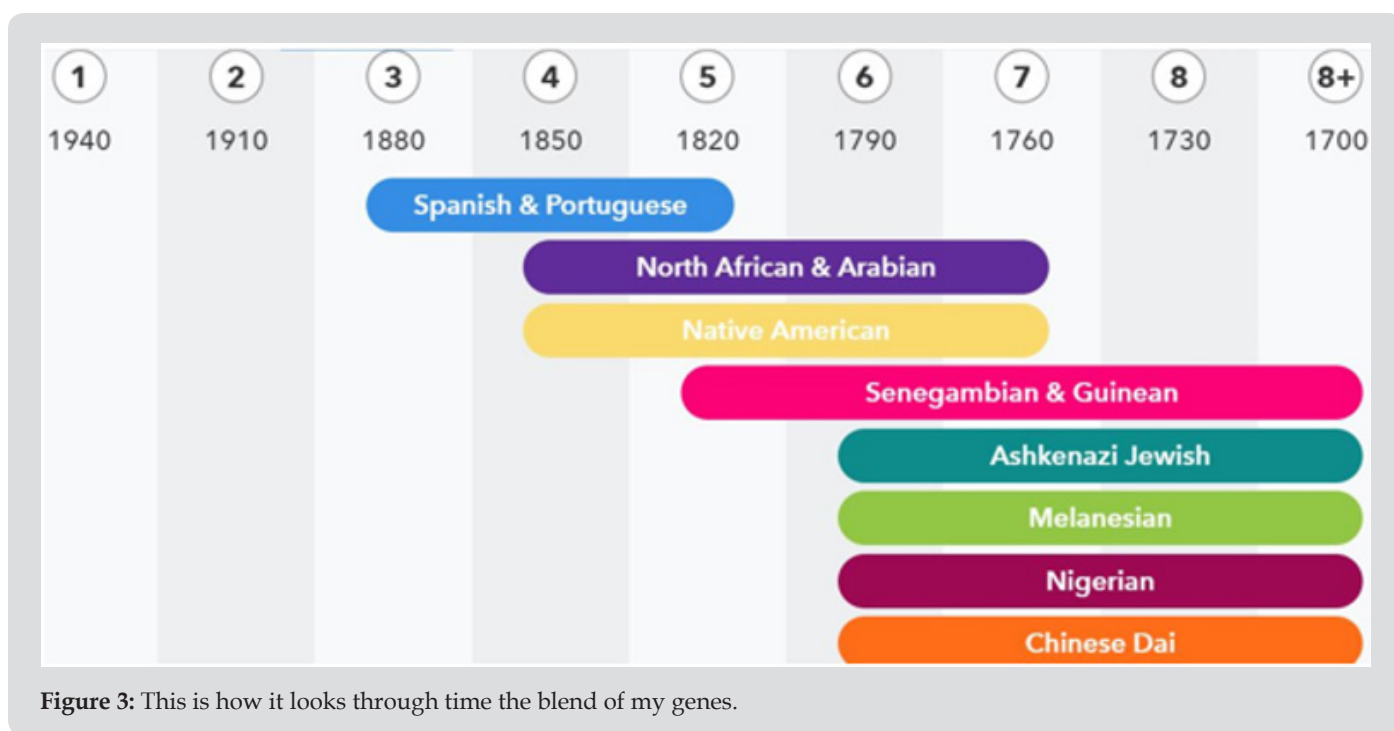 1 2 3 4 5 6 7 8 8+
1940 1910 1880 1850 1820 1790 1760 1730 1700
Spanish & Portuguese
North African & Arabian
Native American
Senegambian & Guinean
Ashkenazi Jewish
Melanesian
Nigerian
Chinese Dai
Figure 3: This is how it looks through time the blend of my genes.